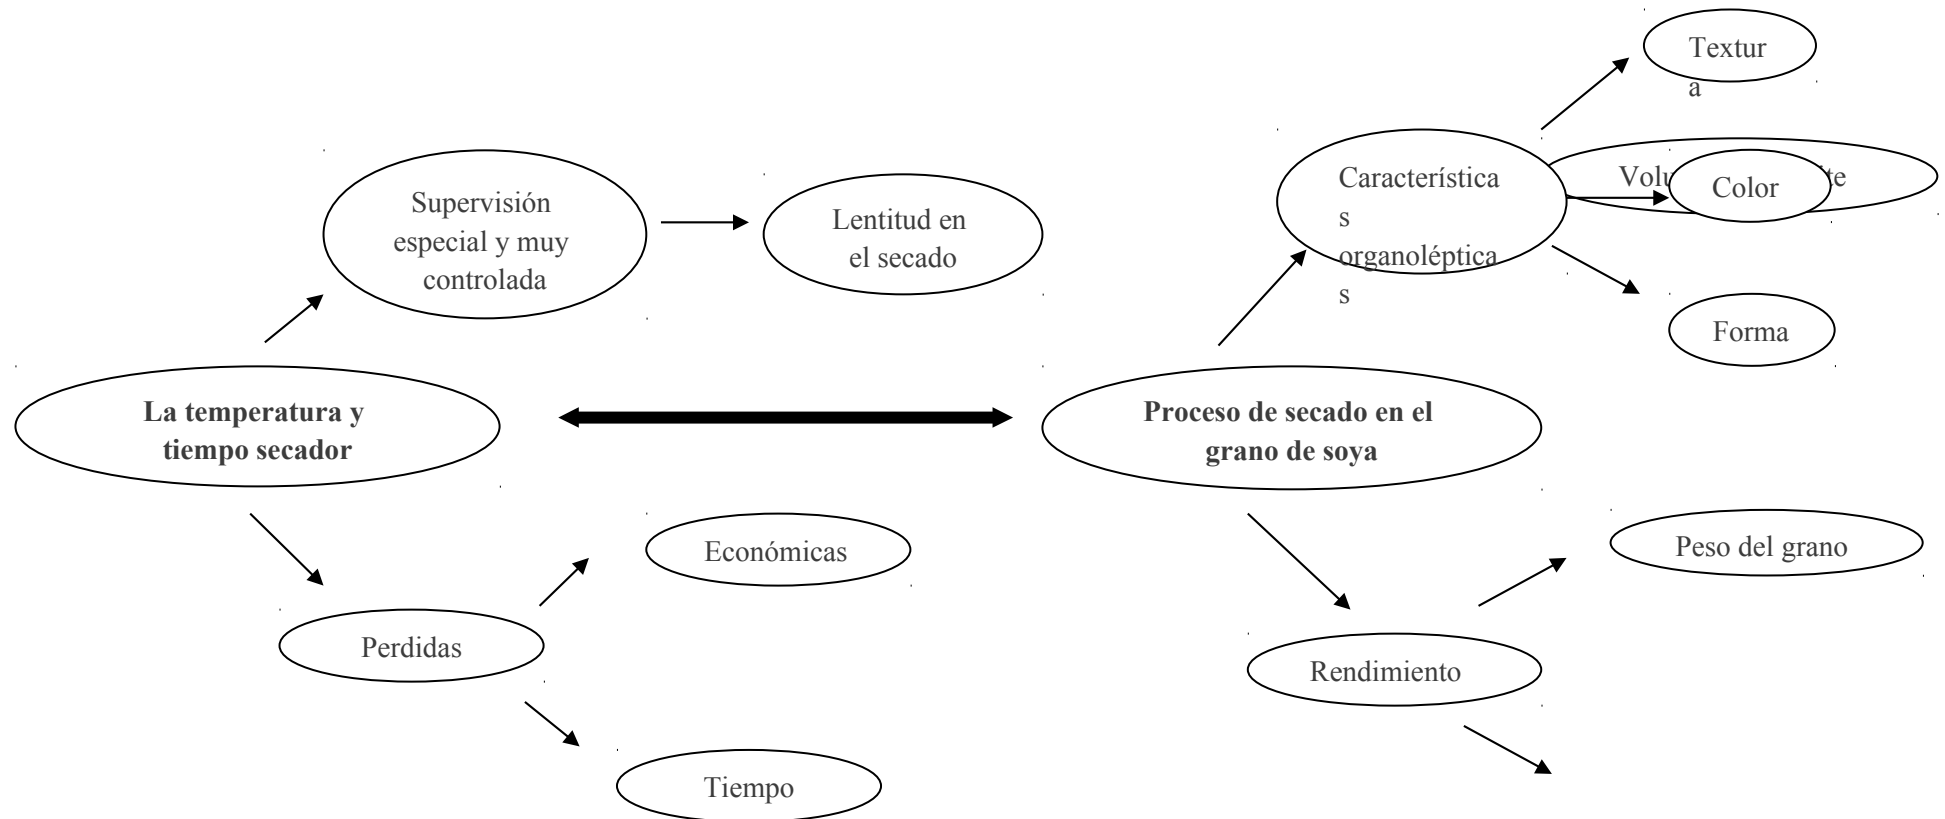 Textur
a
Supervisión
especial y muy
controlada
Lentitud en
el secado
Característica
s
organoléptica
s
Color
Forma
La temperatura y
tiempo secador
Proceso de secado en el
grano de soya
Económicas
Peso del grano
Perdidas
Rendimiento
Tiempo